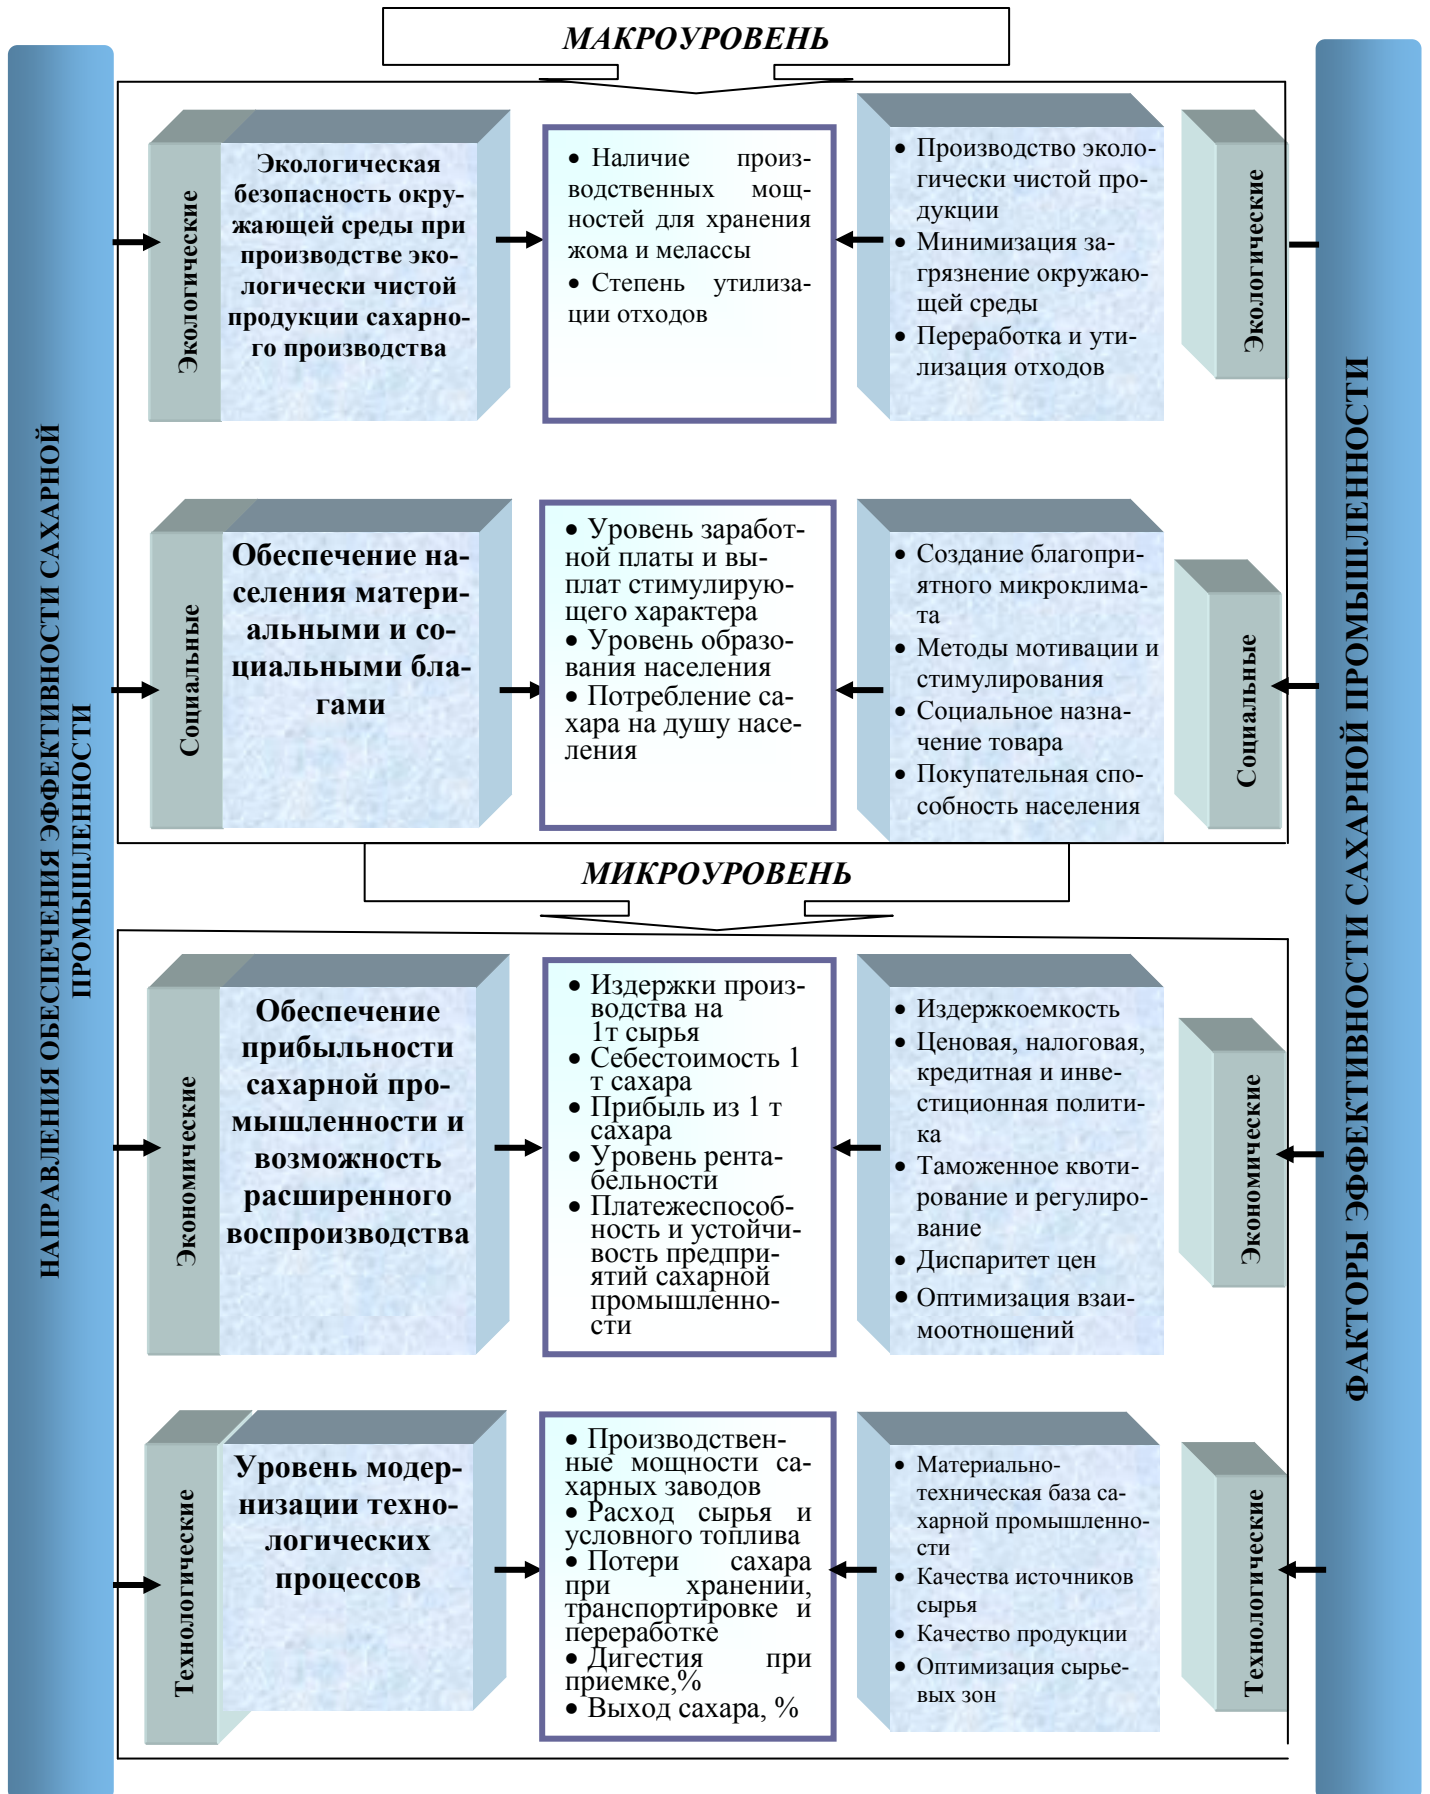 МАКРОУРОВЕНЬ
НАПРАВЛЕНИЯ ОБЕСПЕЧЕНИЯ ЭФФЕКТИВНОСТИ САХАРНОЙ
ПРОМЫШЛЕННОСТИ
Экологические
Экологическая
безопасность окру-
жающей среды при
производстве эко-
логически чистой
продукции сахарно-
го производства
• Наличие произ-
водственных мощ-
ностей для хранения
жома и мелассы
• Степень утилиза-
ции отходов
• Производство эколо-
гически чистой про-
дукции
• Минимизация за-
грязнение окружаю-
щей среды
• Переработка и ути-
лизация отходов
Экологические
Социальные
Обеспечение на-
селения матери-
альными и со-
циальными бла-
гами
• Уровень заработ-
ной платы и вы-
плат стимулирую-
щего характера
• Уровень образо-
вания населения
• Потребление са-
хара на душу насе-
ления
• Создание благопри-
ятного микроклима-
та
• Методы мотивации и
стимулирования
• Социальное назна-
чение товара
• Покупательная спо-
собность населения
Социальные
МИКРОУРОВЕНЬ
Экономические
Обеспечение
прибыльности
сахарной про-
мышленности и
возможность
расширенного
воспроизводства
• Издержки произ-
водства на
1т сырья
• Себестоимость 1
т сахара
• Прибыль из 1 т
сахара
• Уровень рента-
бельности
• Платежеспособ-
ность и устойчи-
вость предпри-
ятий сахарной
промышленно-
сти
• Издержкоемкость
• Ценовая, налоговая,
кредитная и инве-
стиционная полити-
ка
• Таможенное квоти-
рование и регулиро-
вание
• Диспаритет цен
• Оптимизация взаи-
моотношений
Экономические
Технологические
Уровень модер-
низации техно-
логических
процессов
• Производствен-
ные мощности са-
харных заводов
• Расход сырья и
условного топлива
• Потери сахара
при хранении,
транспортировке и
переработке
• Дигестия при
приемке,%
• Выход сахара, %
• Материально-
техническая база са-
харной промышленно-
сти
• Качества источников
сырья
• Качество продукции
• Оптимизация сырье-
вых зон
Технологические
ФАКТОРЫ ЭФФЕКТИВНОСТИ САХАРНОЙ ПРОМЫШЛЕННОСТИ